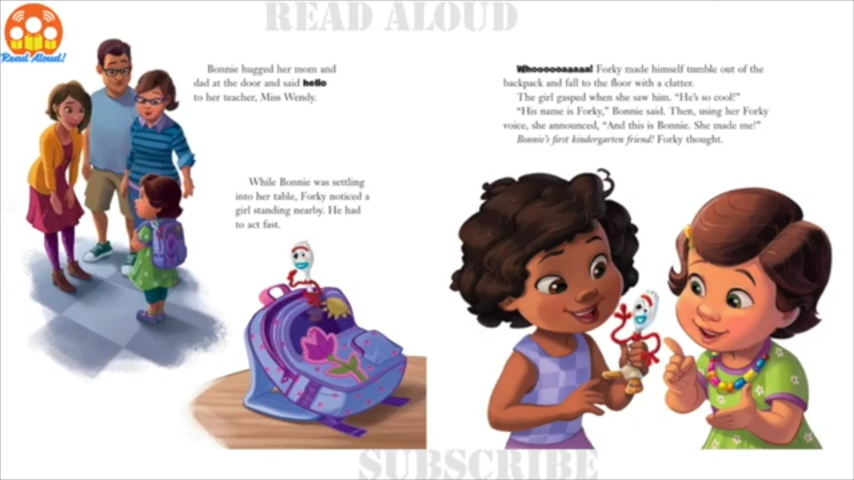 READ ALOUD
Read Aloud!
Bonnie hugged her mom and
dad at the door and said hello
to her teacher, Miss Wendy.
While Bonnie was settling
into her table, Forky noticed a
girl standing nearby. He had
to act fast.
Whoooooaaaaa! Forky made himself tumble out of the
backpack and fall to the floor with a clatter.
The girl gasped when she saw him. “He’s so cool!”
“His name is Forky,” Bonnie said. Then, using her Forky
voice, she announced, “And this is Bonnie. She made me!”
Bonnie’s first kindergarten friend! Forky thought.
SUBSCRIBE